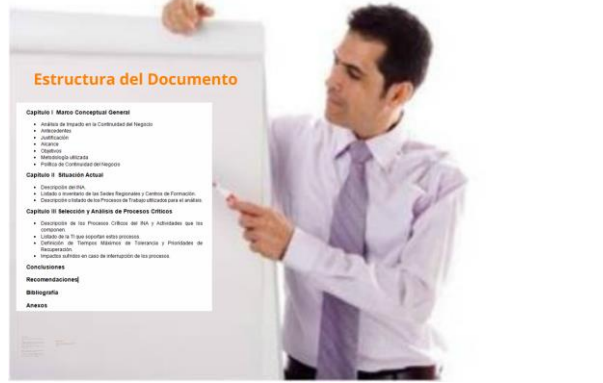 Estructura del Documento
Capítulo I  Marco Conceptual General
• Análisis de Impacto en la Continuidad del Negocio
• Antecedentes
• Justificación
• Alcance
• Objetivos
• Metodología utilizada
• Política de Continuidad del Negocio
Capítulo II  Situación Actual
• Descripción del INA.
• Listado o inventario de las Sedes Regionales y Centros de Formación.
• Descripción o listado de los Procesos de Trabajo utilizados para el análisis.
Capítulo III Selección y Análisis de Procesos Críticos
• Descripción de los Procesos Críticos del INA y Actividades que los
componen.
• Listado de la TI que soportan estos procesos.
• Definición de Tiempos Máximos de Tolerancia y Prioridades de
Recuperación.
• Impactos sufridos en caso de interrupción de los procesos
Conclusiones
Recomendaciones
Bibliografía
Anexos